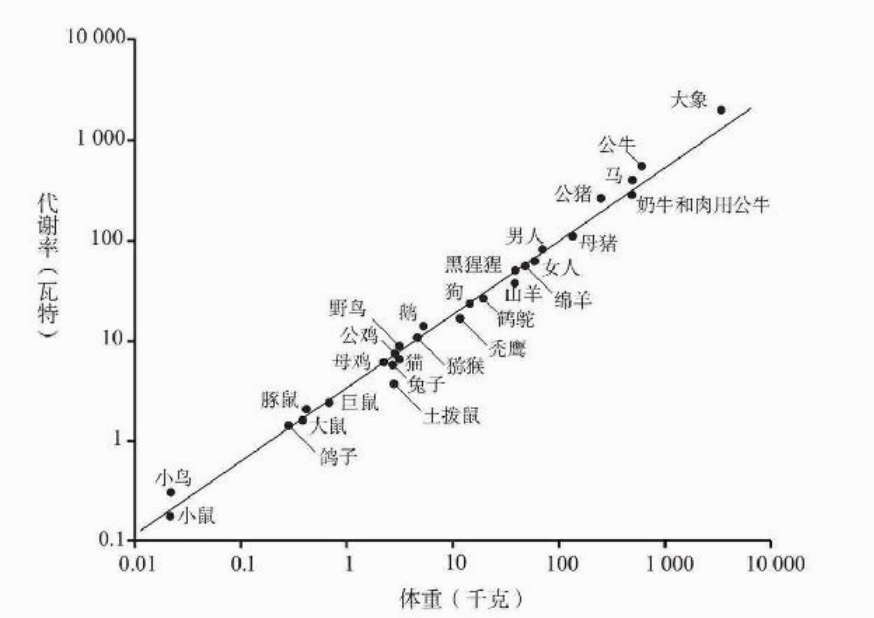 10 000
1 000
100
10
1
0.1
代谢率（瓦特）
大象
公牛
马
公猪
奶牛和肉用公牛
男人
母猪
黑猩猩
女人
狗
山羊
绵羊
野鸟
鹅
鹤鸵
公鸡
秃鹰
母鸡
猫
猕猴
兔子
豚鼠
巨鼠
土拨鼠
大鼠
鸽子
小鸟
小鼠
0.01 0.1 1 10 100 1 000 10 000
体重（千克）